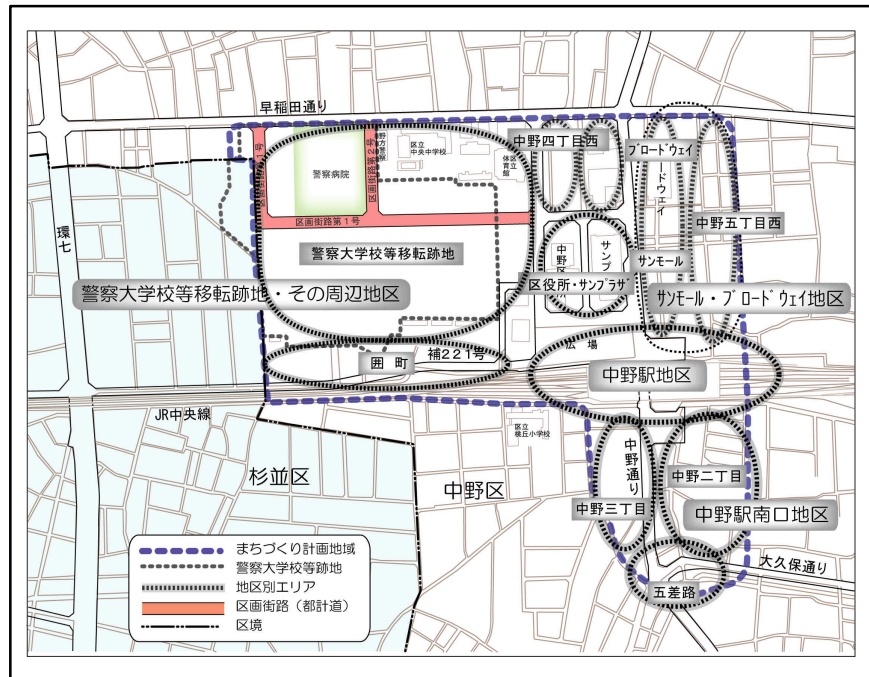 早稲田通り
環七
区画街路第2号
野方警察
区立
中央中学校
体育館
区立
警察病院
中野四丁目西
ブロードウェイ
区画街路第1号
中野五丁目西
警察大学校等移転跡地
サンモール
区役所・サンプラザ
警察大学校等移転跡地・その周辺地区
サンモール・ブロードウェイ地区
広場
補221号
囲町
中野駅地区
JR中央線
区立
桃丘小学校
杉並区
中野区
中野通り
中野二丁目
中野三丁目
中野駅南口地区
大久保通り
五差路
まちづくり計画地域
警察大学校等跡地
地区別エリア
区画街路（都計道）
区境